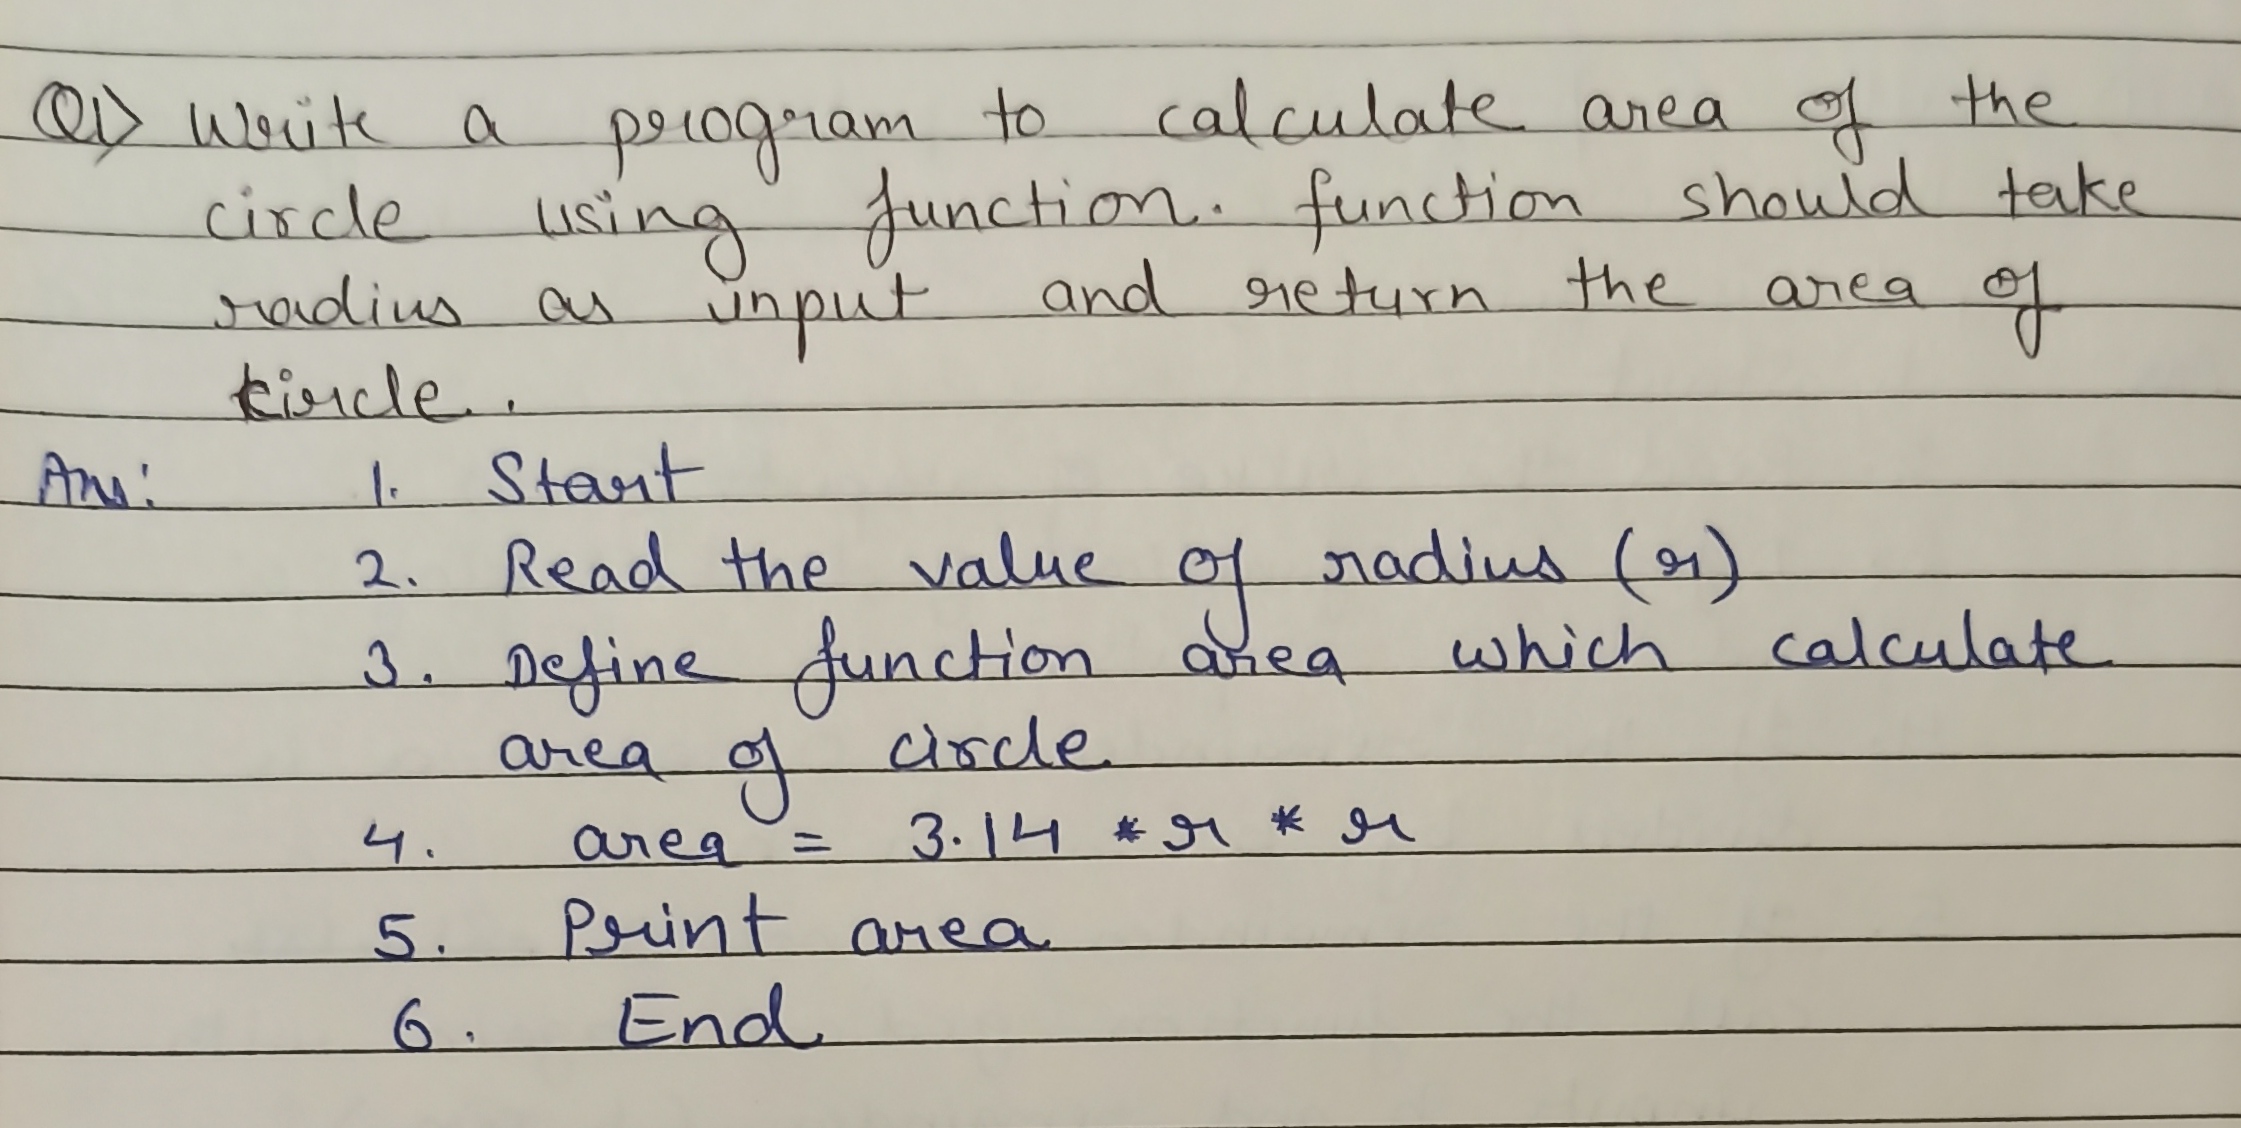 Q1> Write a program to calculate area of the
circle using function. function should take
radius as input and return the area of
circle.
Ans: 1. Start
2. Read the value of radius (r)
3. Define function area which calculate
area of circle
4. area = 3.14 * r * r
5. Print area
6. End